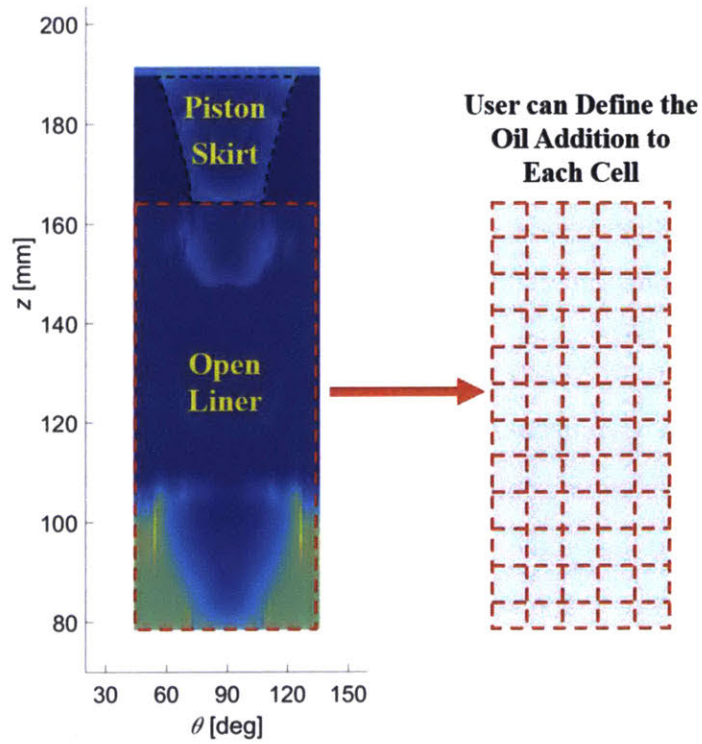 200
180
160
140
120
100
80
z [mm]
Piston
Skirt
Open
Liner
30 60 90 120 150
θ [deg]
User can Define the
Oil Addition to
Each Cell